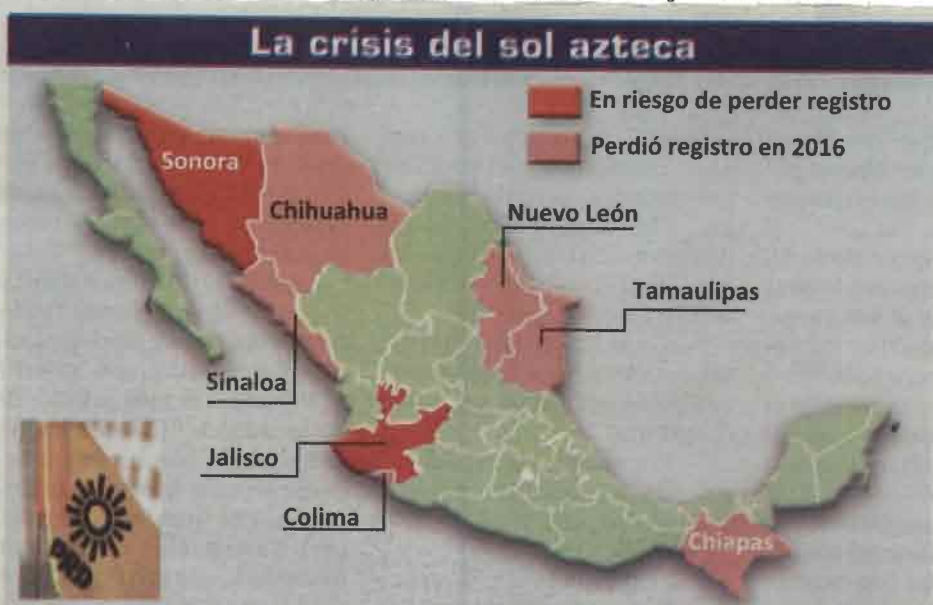 La crisis del sol azteca
En riesgo de perder registro
Perdió registro en 2016
Sonora
Chihuahua
Nuevo León
Tamaulipas
Sinaloa
Jalisco
Colima
Chiapas
PRD